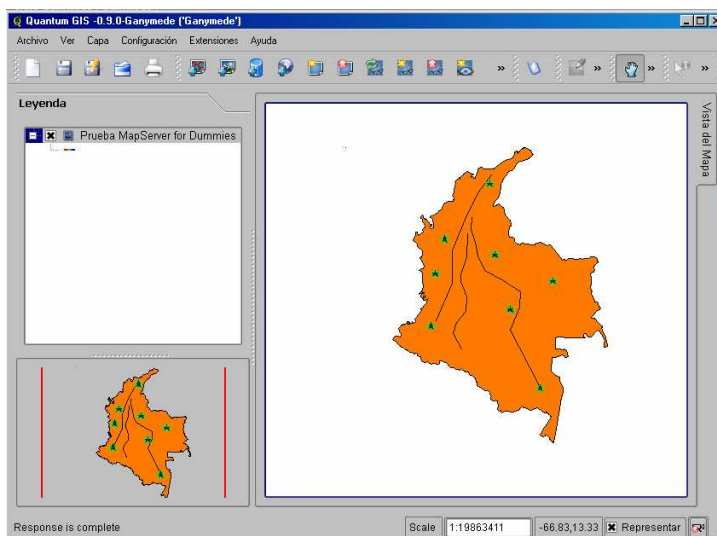 Quantum GIS -0.9.0-Ganymede ('Ganymede')
Archivo Ver Capa Configuración Extensiones Ayuda
Leyenda
Prueba MapServer for Dummies
Vista del Mapa
Response is complete
Scale 1:19863411 -66.83,13.33 Representar